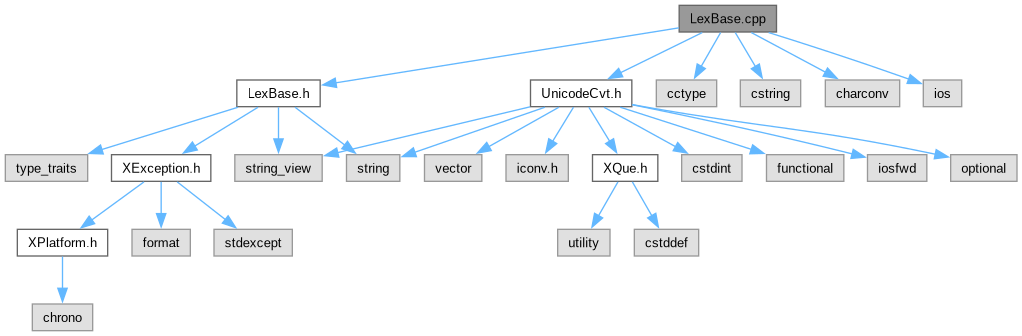 LexBase.cpp
LexBase.h
UnicodeCvt.h
cctype
cstring
charconv
ios
type_traits
XException.h
string_view
string
vector
iconv.h
XQue.h
cstdint
functional
iosfwd
optional
XPlatform.h
format
stdexcept
utility
cstddef
chrono